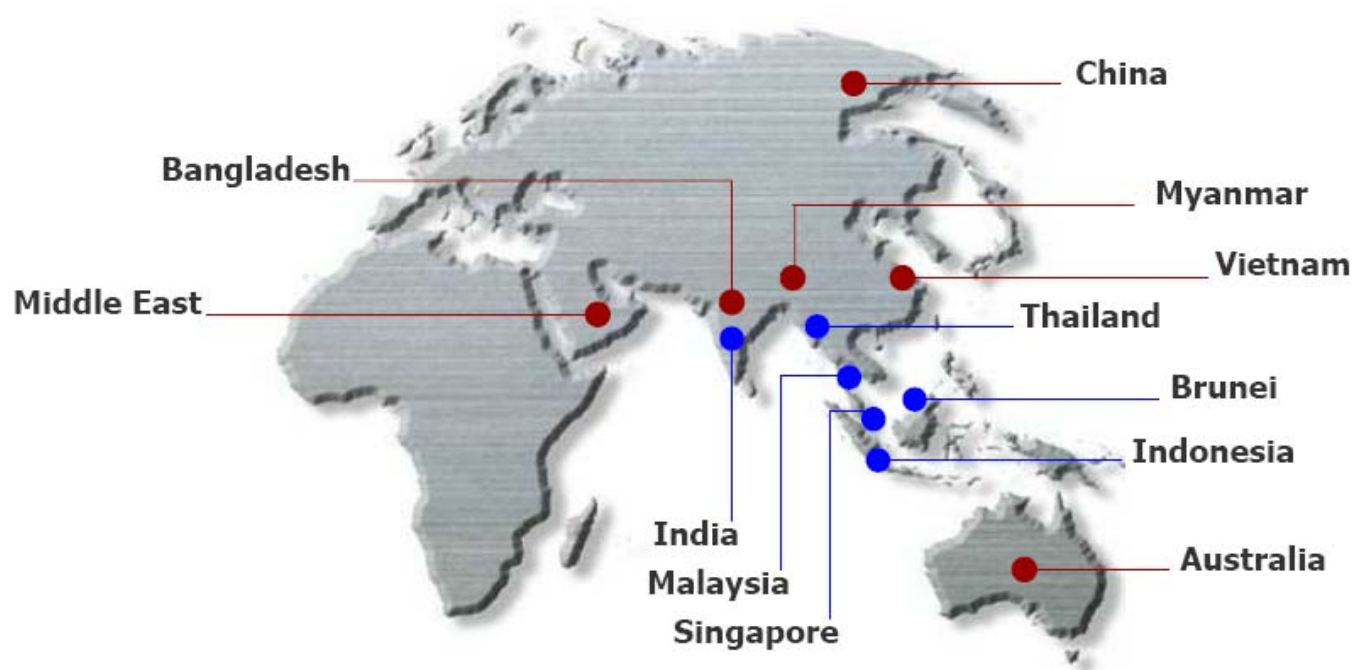 China
Bangladesh
Myanmar
Vietnam
Middle East
Thailand
Brunei
Indonesia
India
Australia
Malaysia
Singapore